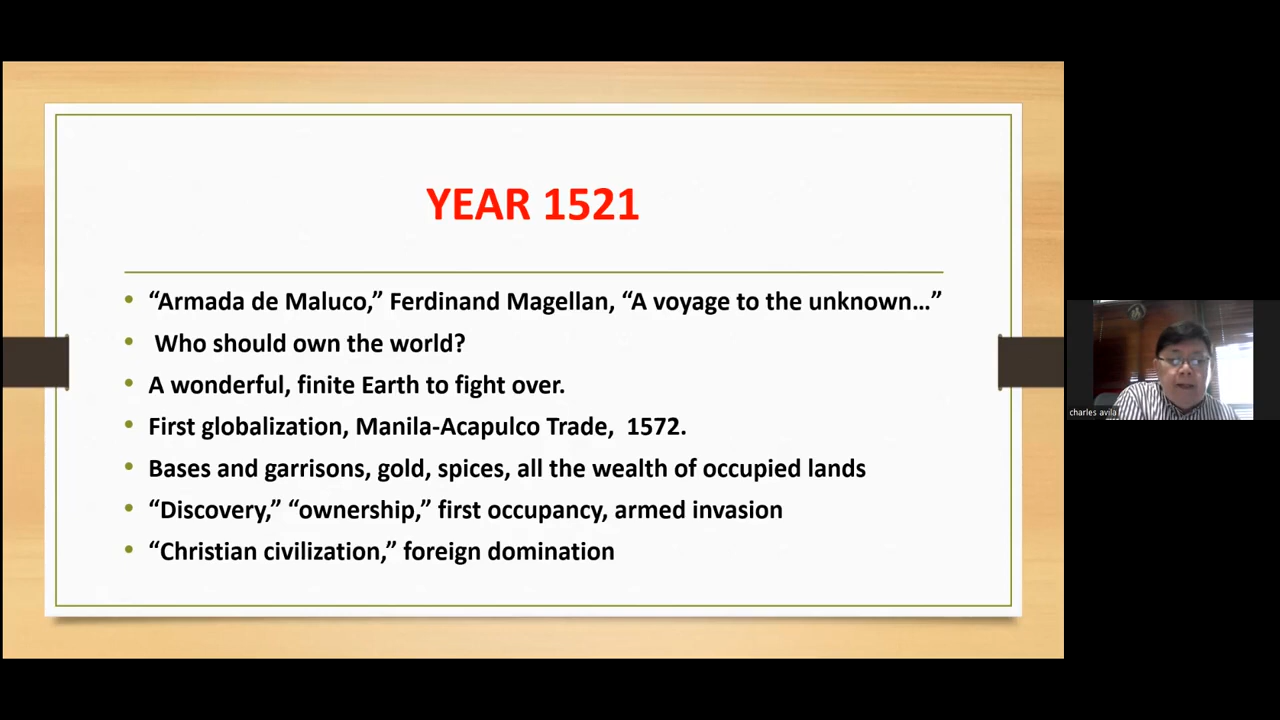 YEAR 1521
• “Armada de Maluco,” Ferdinand Magellan, “A voyage to the unknown…”
• Who should own the world?
• A wonderful, finite Earth to fight over.
• First globalization, Manila-Acapulco Trade, 1572.
• Bases and garrisons, gold, spices, all the wealth of occupied lands
• “Discovery,” “ownership,” first occupancy, armed invasion
• “Christian civilization,” foreign domination
charles avila